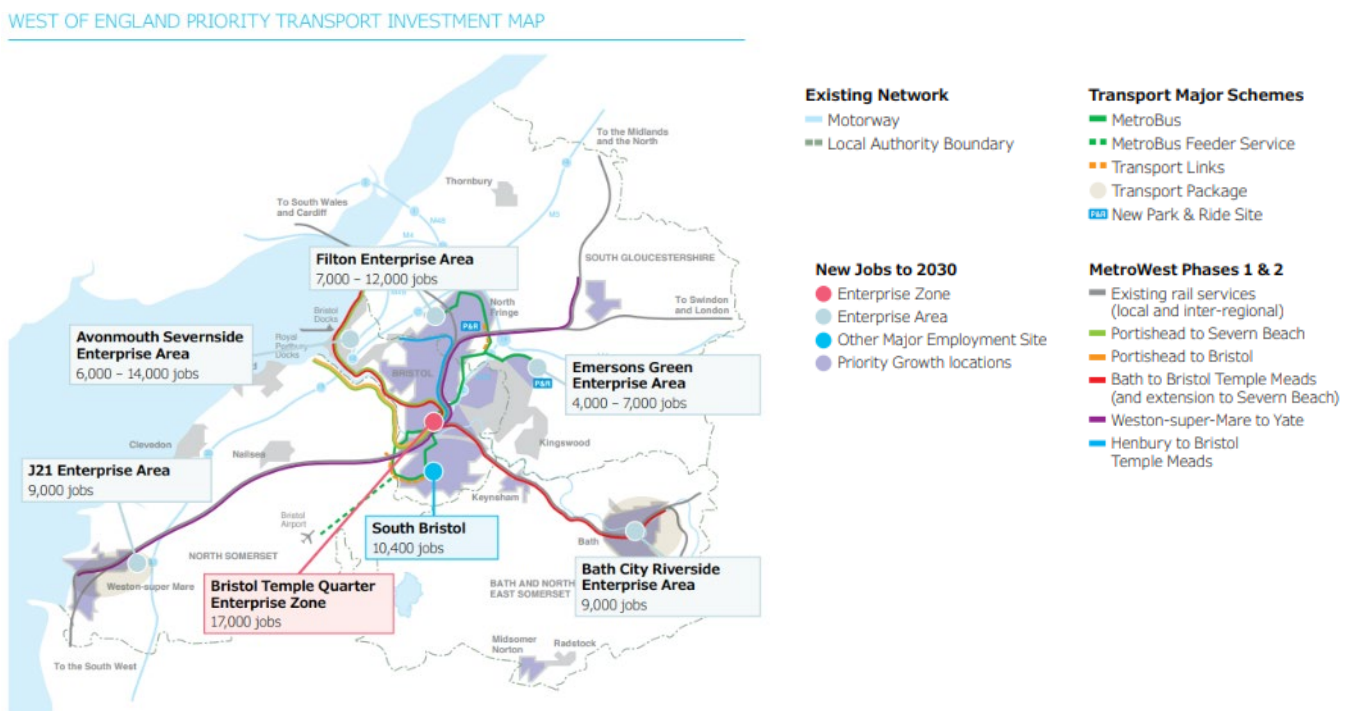 WEST OF ENGLAND PRIORITY TRANSPORT INVESTMENT MAP
To the Midlands
and the North
Thornbury
To South Wales
and Cardiff
M48
M5
M4
Filton Enterprise Area
7,000 – 12,000 jobs
SOUTH GLOUCESTERSHIRE
To Swindon
and London
North
Fringe
Bristol
Docks
P&R
Royal
Portbury
Docks
Avonmouth Severnside
Enterprise Area
6,000 – 14,000 jobs
BRISTOL
Emersons Green
Enterprise Area
4,000 – 7,000 jobs
P&R
Clevedon
Nailsea
Kingswood
J21 Enterprise Area
9,000 jobs
Keynsham
Bristol
Airport
South Bristol
10,400 jobs
Bath
NORTH SOMERSET
Weston-super Mare
Bristol Temple Quarter
Enterprise Zone
17,000 jobs
BATH AND NORTH
EAST SOMERSET
Bath City Riverside
Enterprise Area
9,000 jobs
Midsomer
Norton
Radstock
To the South West
Existing Network
Motorway
Local Authority Boundary
Transport Major Schemes
MetroBus
MetroBus Feeder Service
Transport Links
Transport Package
P&R New Park & Ride Site
New Jobs to 2030
Enterprise Zone
Enterprise Area
Other Major Employment Site
Priority Growth locations
MetroWest Phases 1 & 2
Existing rail services
(local and inter-regional)
Portishead to Severn Beach
Portishead to Bristol
Bath to Bristol Temple Meads
(and extension to Severn Beach)
Weston-super-Mare to Yate
Henbury to Bristol
Temple Meads